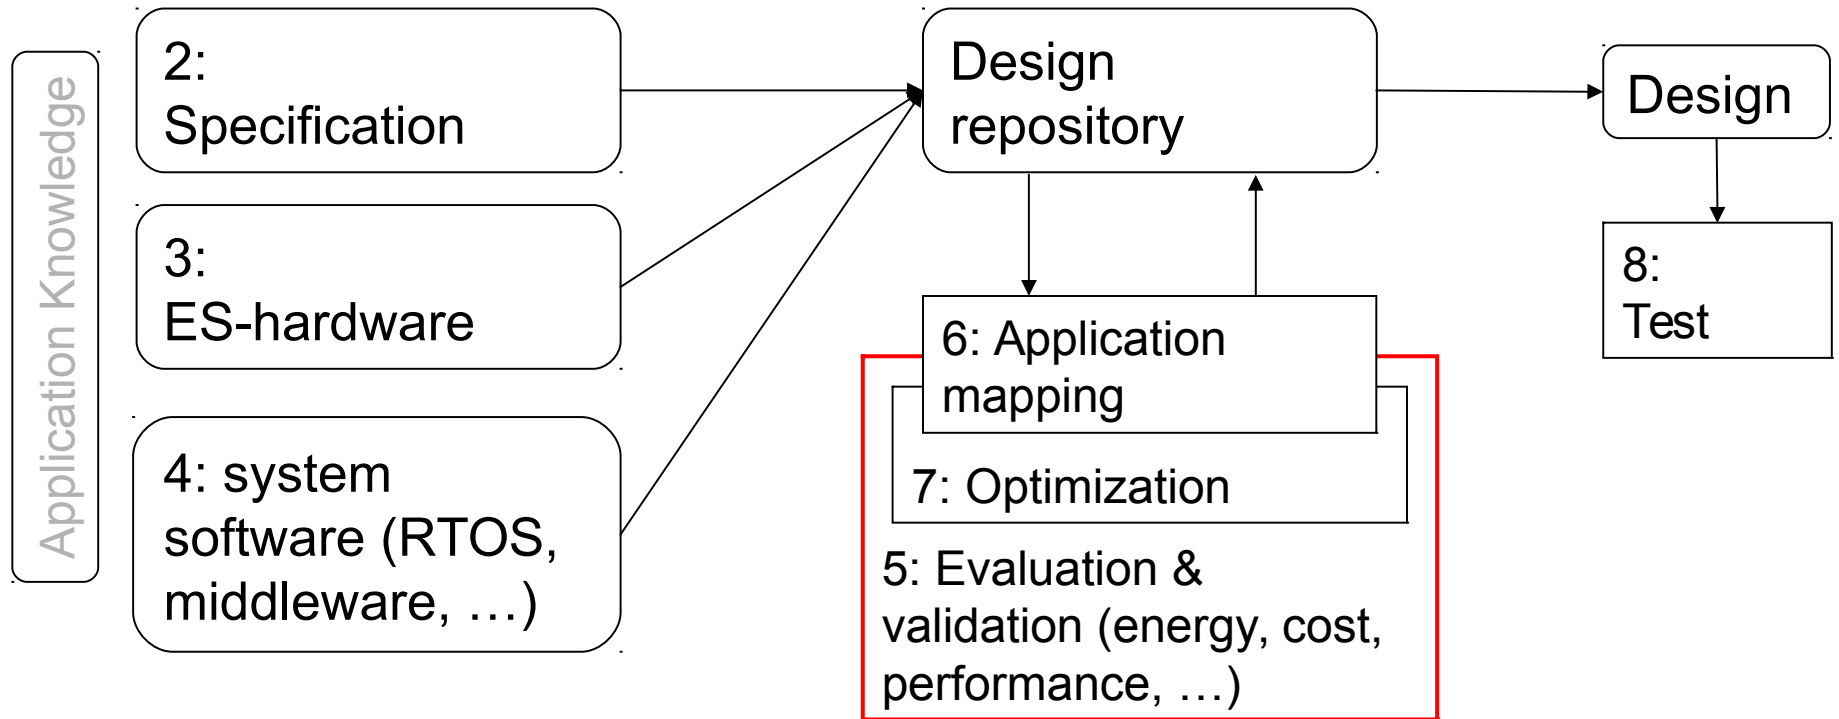 Application Knowledge
2:
Specification
3:
ES-hardware
4: system
software (RTOS,
middleware, …)
Design
repository
6: Application
mapping
7: Optimization
5: Evaluation &
validation (energy, cost,
performance, …)
Design
8:
Test